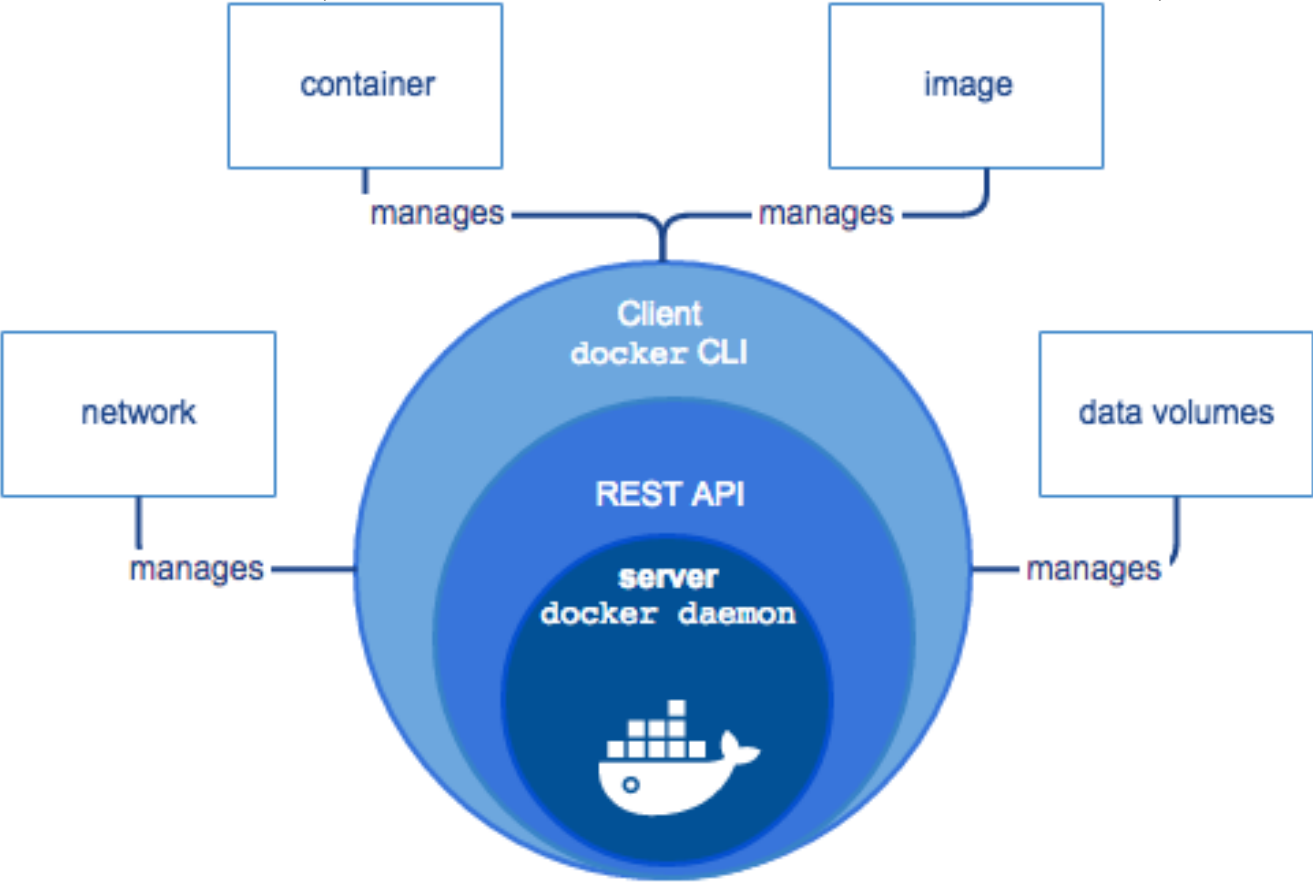 container
image
manages
manages
Client
docker CLI
network
data volumes
REST API
manages
manages
server
docker daemon